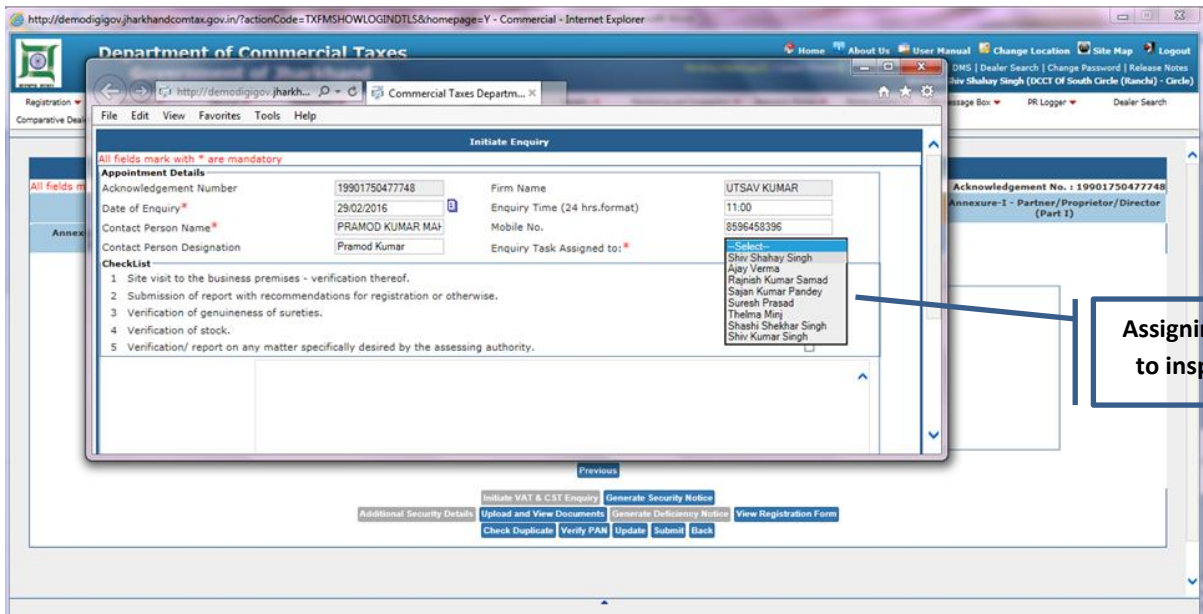 http://demodigigov.jharkhandcomtax.gov.in/?actionCode=TXFMSHOWLOGINDTLS&homepage=Y - Commercial - Internet Explorer
Department of Commercial Taxes
Home About Us User Manual Change Location Site Map Logout
DMS | Dealer Search | Change Password | Release Notes
Shiv Shahay Singh (DCCT Of South Circle (Ranchi) - Circle)
Registration
Message Box PR Logger Dealer Search
Comparative Deal
http://demodigigov.jharkh...
Commercial Taxes Departm...
File Edit View Favorites Tools Help
Initiate Enquiry
All fields mark with * are mandatory
Appointment Details
Acknowledgement Number 19901750477748 Firm Name UTSAV KUMAR
Date of Enquiry* 29/02/2016 Enquiry Time (24 hrs.format) 11:00
Contact Person Name* PRAMOD KUMAR MAH Mobile No. 8596458396
Contact Person Designation Pramod Kumar Enquiry Task Assigned to:* --Select--
Shiv Shahay Singh
Ajay Verma
Rajnish Kumar Samad
Sajan Kumar Pandey
Suresh Prasad
Thelma Minj
Shashi Shekhar Singh
Shiv Kumar Singh
CheckList
1 Site visit to the business premises - verification thereof.
2 Submission of report with recommendations for registration or otherwise.
3 Verification of genuineness of sureties.
4 Verification of stock.
5 Verification/ report on any matter specifically desired by the assessing authority.
All fields m
Annex
Acknowledgement No. : 19901750477748
Annexure-I - Partner/Proprietor/Director
(Part I)
Assignin
to insp
Previous
Initiate VAT & CST Enquiry Generate Security Notice
Additional Security Details Upload and View Documents Generate Deficiency Notice View Registration Form
Check Duplicate Verify PAN Update Submit Back